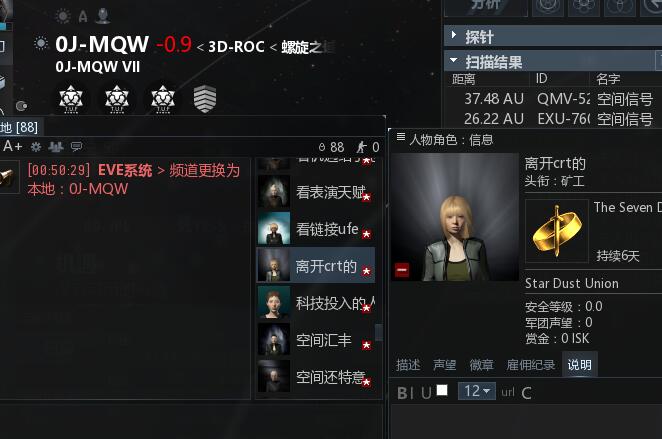 分析
0J-MQW -0.9 < 3D-ROC < 螺旋之
0J-MQW VII
T.U.F T.U.F T.U.F
探针
扫描结果
距离 ID 名字
37.48 AU QMV-52 空间信号
26.22 AU EXU-760 空间信号
地 [88]
A+ 88 0
[00:50:29] EVE系统 > 频道更换为
本地：0J-MQW
看表演天赋
看链接ufe
离开crt的
科技投入的人
空间汇丰
空间还特意
人物角色：信息
离开crt的
头衔：矿工
The Seven D
持续6天
Star Dust Union
安全等级：0.0
军团声望：0
赏金：0 ISK
描述 声望 徽章 雇佣纪录 说明
B I U 12 url C